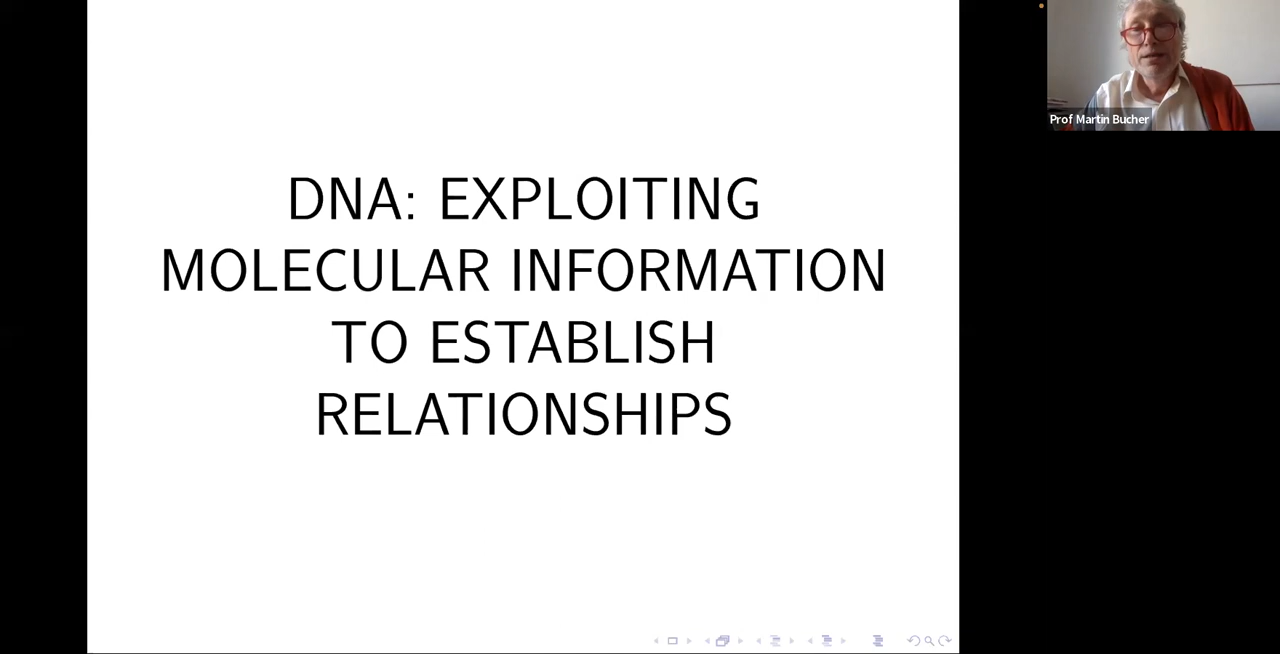 DNA: EXPLOITING
MOLECULAR INFORMATION
TO ESTABLISH
RELATIONSHIPS
Prof Martin Bucher